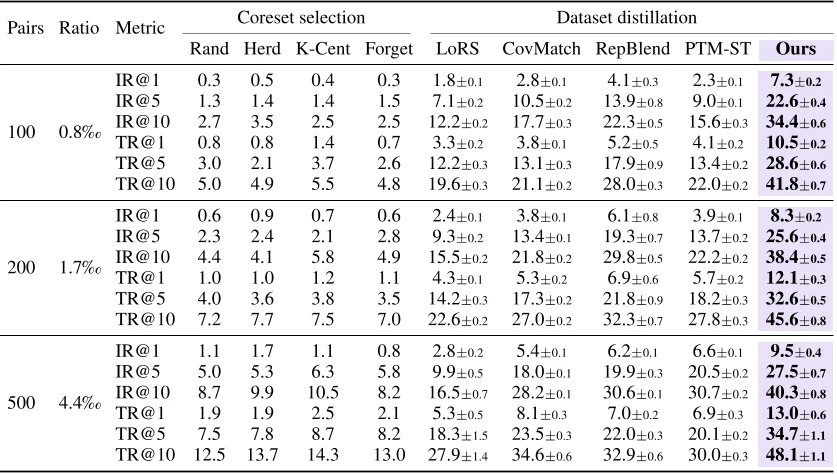 Pairs Ratio Metric Coreset selection Dataset distillation
Rand Herd K-Cent Forget LoRS CovMatch RepBlend PTM-ST Ours
100 0.8‱ IR@1 0.3 0.5 0.4 0.3 1.8±0.1 2.8±0.1 4.1±0.3 2.3±0.1 7.3±0.2
IR@5 1.3 1.4 1.4 1.5 7.1±0.2 10.5±0.2 13.9±0.8 9.0±0.1 22.6±0.4
IR@10 2.7 3.5 2.5 2.5 12.2±0.2 17.7±0.3 22.3±0.5 15.6±0.3 34.4±0.6
TR@1 0.8 0.8 1.4 0.7 3.3±0.2 3.8±0.1 5.2±0.5 4.1±0.2 10.5±0.2
TR@5 3.0 2.1 3.7 2.6 12.2±0.3 13.1±0.3 17.9±0.9 13.4±0.2 28.6±0.6
TR@10 5.0 4.9 5.5 4.8 19.6±0.3 21.1±0.2 28.0±0.3 22.0±0.2 41.8±0.7
200 1.7‱ IR@1 0.6 0.9 0.7 0.6 2.4±0.1 3.8±0.1 6.1±0.8 3.9±0.1 8.3±0.2
IR@5 2.3 2.4 2.1 2.8 9.3±0.2 13.4±0.1 19.3±0.7 13.7±0.2 25.6±0.4
IR@10 4.4 4.1 5.8 4.9 15.5±0.2 21.8±0.2 29.8±0.5 22.2±0.2 38.4±0.5
TR@1 1.0 1.0 1.2 1.1 4.3±0.1 5.3±0.2 6.9±0.6 5.7±0.2 12.1±0.3
TR@5 4.0 3.6 3.8 3.5 14.2±0.3 17.3±0.2 21.8±0.9 18.2±0.3 32.6±0.5
TR@10 7.2 7.7 7.5 7.0 22.6±0.2 27.0±0.2 32.3±0.7 27.8±0.3 45.6±0.8
500 4.4‱ IR@1 1.1 1.7 1.1 0.8 2.8±0.2 5.4±0.1 6.2±0.1 6.6±0.1 9.5±0.4
IR@5 5.0 5.3 6.3 5.8 9.9±0.5 18.0±0.1 19.9±0.3 20.5±0.2 27.5±0.7
IR@10 8.7 9.9 10.5 8.2 16.5±0.7 28.2±0.1 30.6±0.1 30.7±0.2 40.3±0.8
TR@1 1.9 1.9 2.5 2.1 5.3±0.5 8.1±0.3 7.0±0.2 6.9±0.3 13.0±0.6
TR@5 7.5 7.8 8.7 8.2 18.3±1.5 23.5±0.3 22.0±0.3 20.1±0.2 34.7±1.1
TR@10 12.5 13.7 14.3 13.0 27.9±1.4 34.6±0.6 32.9±0.6 30.0±0.3 48.1±1.1